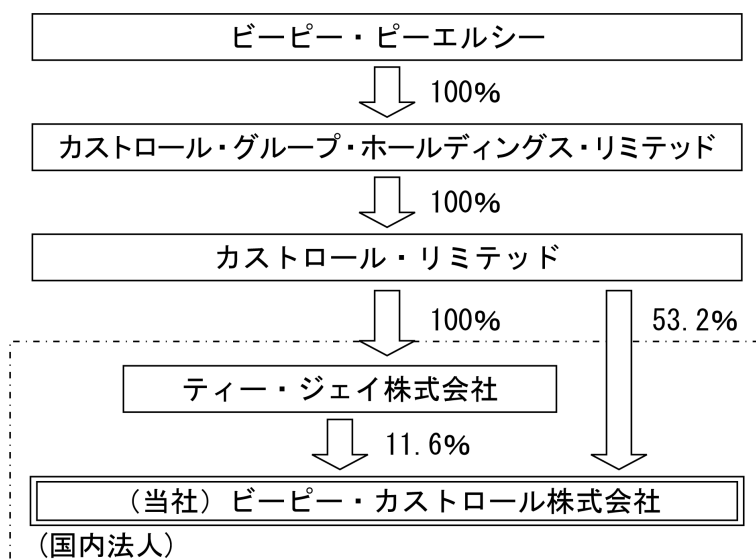 ビーピー・ピーエルシー
100%
カストロール・グループ・ホールディングス・リミテッド
100%
カストロール・リミテッド
100%
53.2%
ティー・ジェイ株式会社
11.6%
（当社）ビーピー・カストロール株式会社
（国内法人）